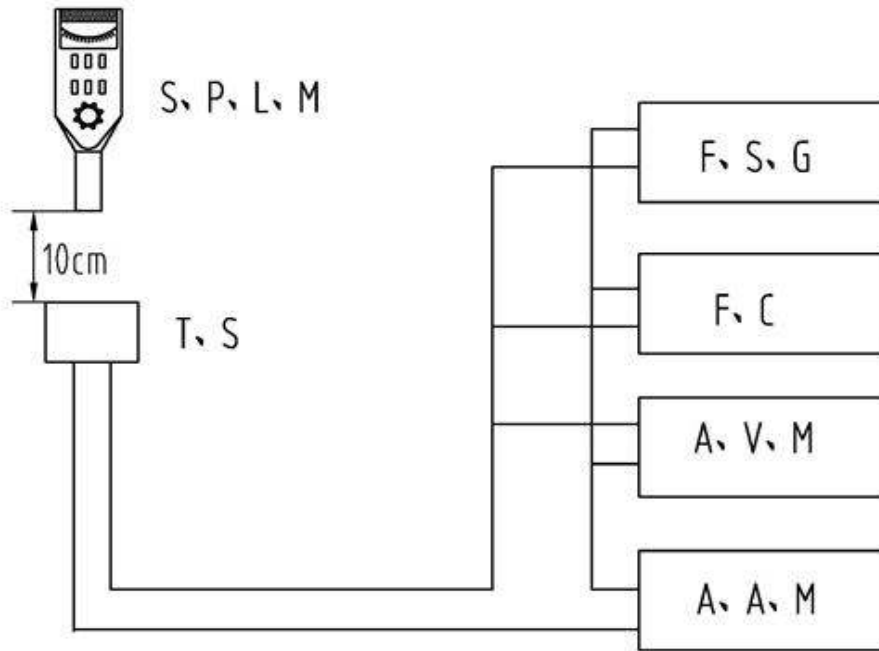 S、P、L、M
F、S、G
10cm
F、C
T、S
A、V、M
A、A、M